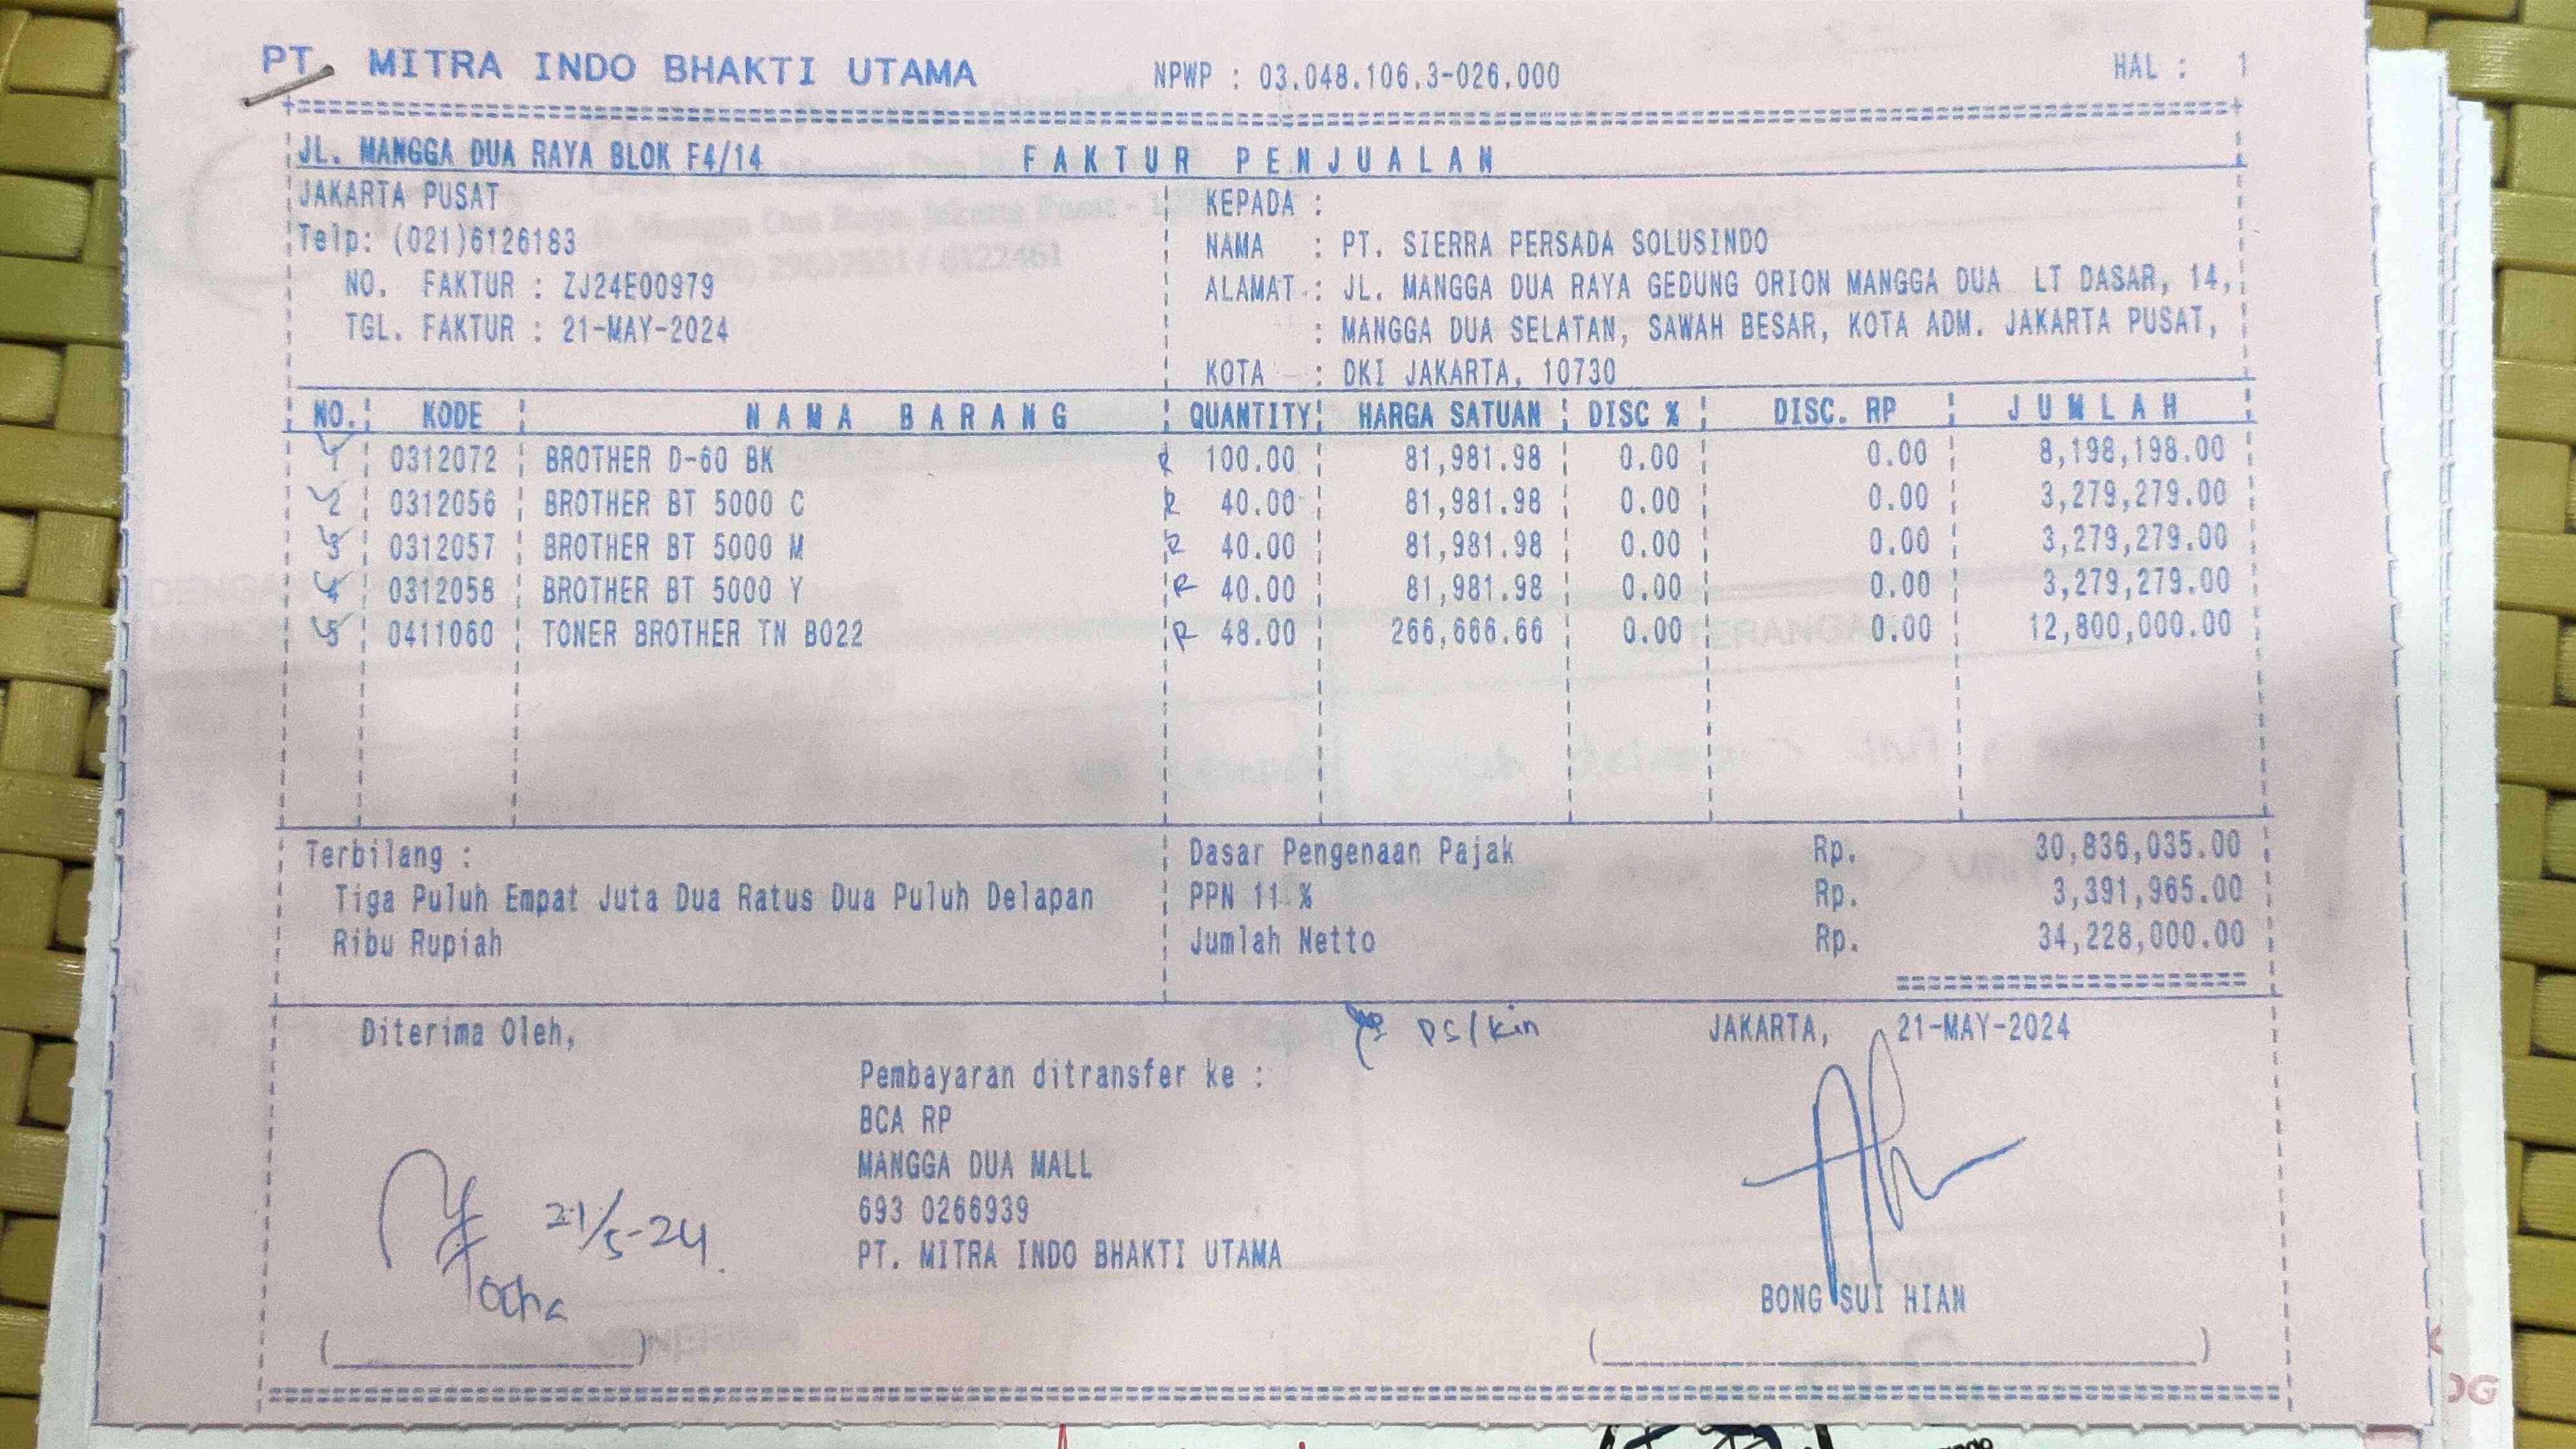 PT. MITRA INDO BHAKTI UTAMA NPWP : 03.048.106.3-026.000 HAL : 1
JL. MANGGA DUA RAYA BLOK F4/14 FAKTUR PENJUALAN
JAKARTA PUSAT
Telp: (021)6126183
NO. FAKTUR : ZJ24E00979
TGL. FAKTUR : 21-MAY-2024
KEPADA :
NAMA : PT. SIERRA PERSADA SOLUSINDO
ALAMAT : JL. MANGGA DUA RAYA GEDUNG ORION MANGGA DUA LT DASAR, 14,
: MANGGA DUA SELATAN, SAWAH BESAR, KOTA ADM. JAKARTA PUSAT,
KOTA : DKI JAKARTA, 10730
NO. KODE NAMA BARANG QUANTITY HARGA SATUAN DISC % DISC. RP JUMLAH
1 0312072 BROTHER D-60 BK R 100.00 81,981.98 0.00 0.00 8,198,198.00
2 0312056 BROTHER BT 5000 C R 40.00 81,981.98 0.00 0.00 3,279,279.00
3 0312057 BROTHER BT 5000 M R 40.00 81,981.98 0.00 0.00 3,279,279.00
4 0312058 BROTHER BT 5000 Y R 40.00 81,981.98 0.00 0.00 3,279,279.00
5 0411060 TONER BROTHER TN B022 R 48.00 266,666.66 0.00 0.00 12,800,000.00
Terbilang :
Tiga Puluh Empat Juta Dua Ratus Dua Puluh Delapan
Ribu Rupiah
Dasar Pengenaan Pajak Rp. 30,836,035.00
PPN 11 % Rp. 3,391,965.00
Jumlah Netto Rp. 34,228,000.00
Diterima Oleh,
21/5-24
Ocha
Pembayaran ditransfer ke :
BCA RP
MANGGA DUA MALL
693 0266939
PT. MITRA INDO BHAKTI UTAMA
JAKARTA, 21-MAY-2024
BONG SUI HIAN